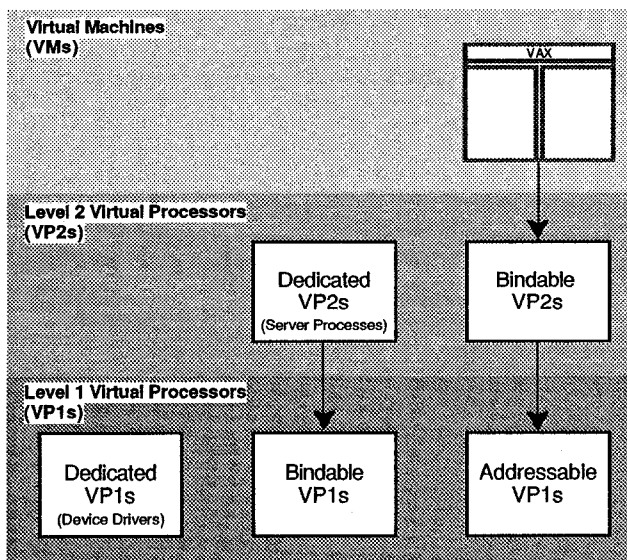 Virtual Machines
(VMs)
VAX
Level 2 Virtual Processors
(VP2s)
Dedicated
VP2s
(Server Processes)
Bindable
VP2s
Level 1 Virtual Processors
(VP1s)
Dedicated
VP1s
(Device Drivers)
Bindable
VP1s
Addressable
VP1s